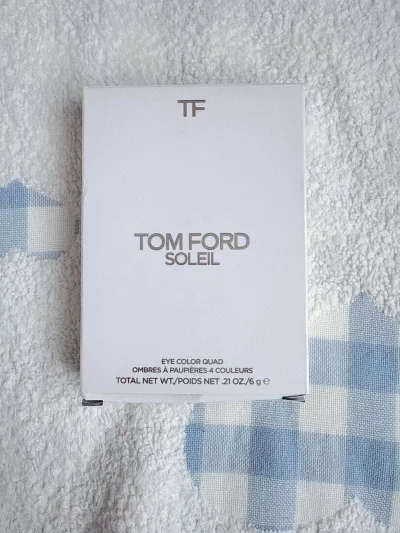 TF
TOM FORD
SOLEIL
EYE COLOR QUAD
OMBRES À PAUPIÈRES 4 COULEURS
TOTAL NET WT./POIDS NET .21 OZ./6 g ℮